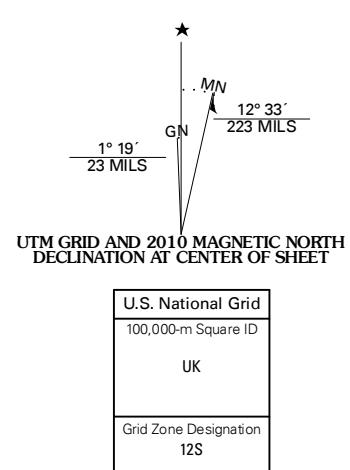 ★
MN
GN
12° 33´
223 MILS
1° 19´
23 MILS
UTM GRID AND 2010 MAGNETIC NORTH
DECLINATION AT CENTER OF SHEET
U.S. National Grid
100,000-m Square ID
UK
Grid Zone Designation
12S